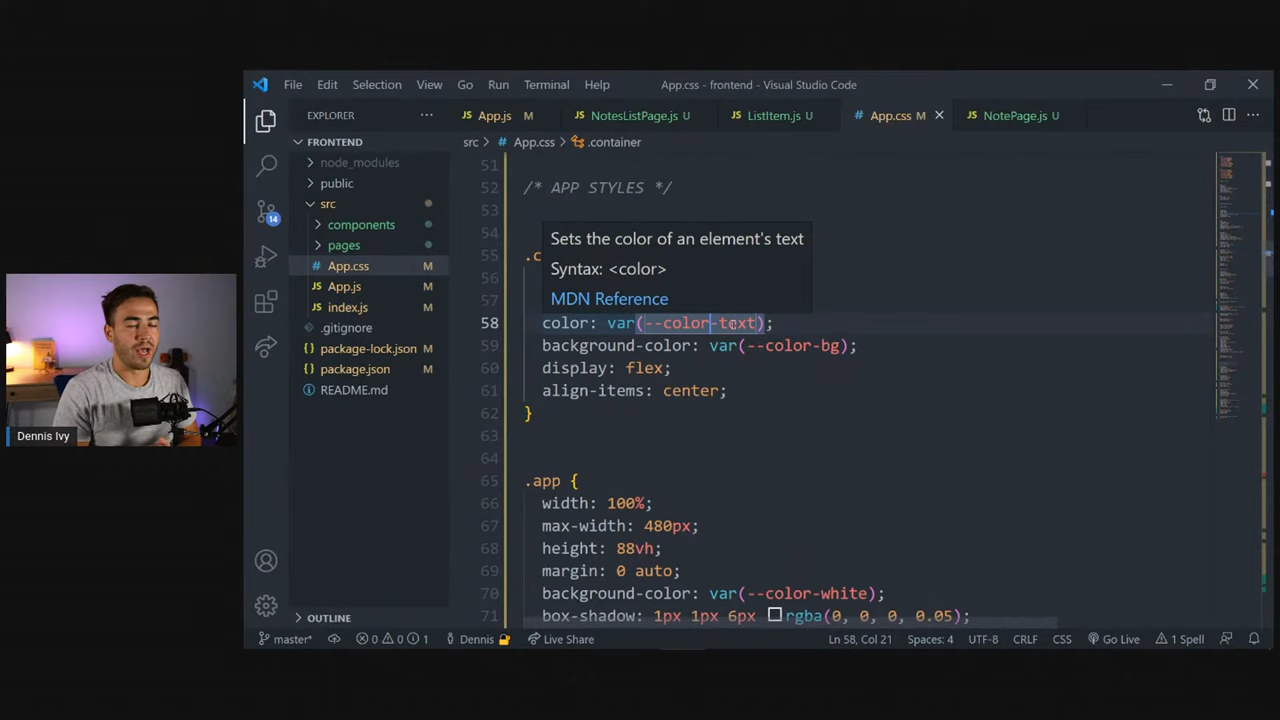 File Edit Selection View Go Run Terminal Help App.css - frontend - Visual Studio Code
EXPLORER
App.js M NotesListPage.js U ListItem.js U App.css M NotePage.js U
FRONTEND
src App.css .container
node_modules
public
src
components
pages
App.css M
App.js M
index.js M
.gitignore
package-lock.json M
package.json M
README.md
14
51
52 /* APP STYLES */
53
54
Sets the color of an element's text
Syntax: <color>
MDN Reference
55 .c
56
57
58 color: var(--color-text);
59 background-color: var(--color-bg);
60 display: flex;
61 align-items: center;
62 }
63
64
65 .app {
66 width: 100%;
67 max-width: 480px;
68 height: 88vh;
69 margin: 0 auto;
70 background-color: var(--color-white);
71 box-shadow: 1px 1px 6px rgba(0, 0, 0, 0.05);
Dennis Ivy
OUTLINE
master* 0 0 1 Dennis Live Share Ln 58, Col 21 Spaces: 4 UTF-8 CRLF CSS Go Live 1 Spell